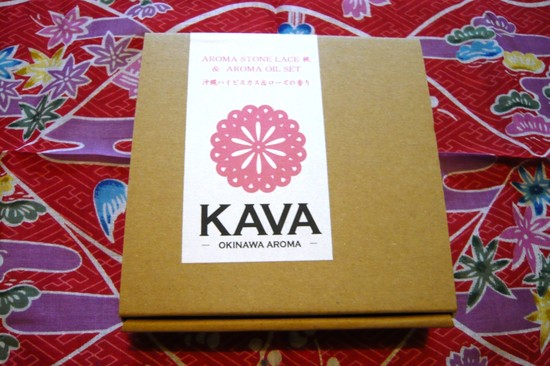 AROMA STONE LACE 桃
& AROMA OIL SET
沖縄ハイビスカス&ローズの香り
KAVA
OKINAWA AROMA